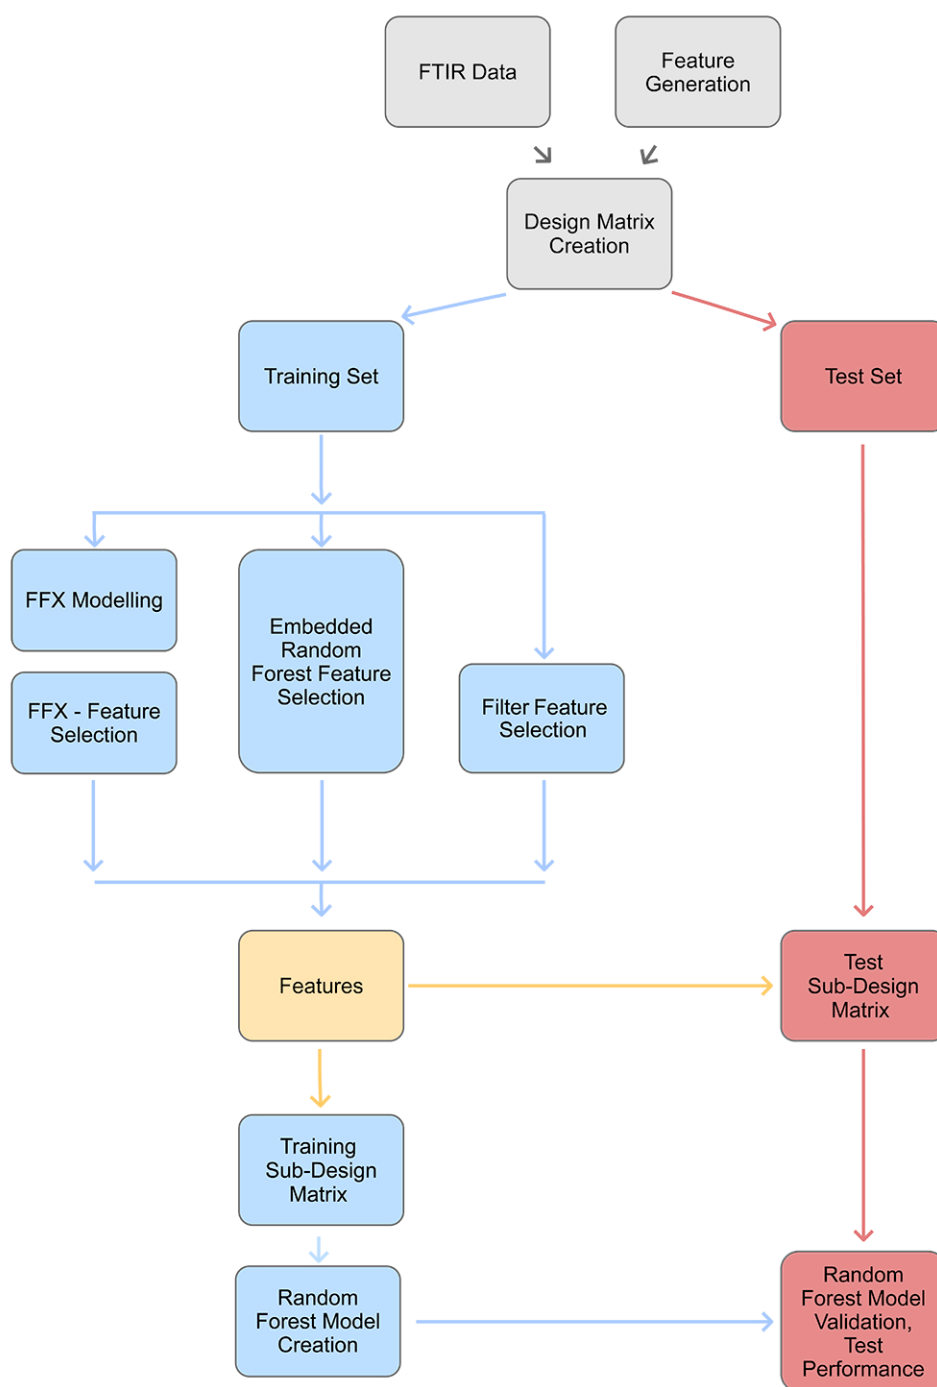 FTIR Data
Feature
Generation
Design Matrix
Creation
Training Set
Test Set
FFX Modelling
Embedded
Random
Forest Feature
Selection
FFX - Feature
Selection
Filter Feature
Selection
Features
Test
Sub-Design
Matrix
Training
Sub-Design
Matrix
Random
Forest Model
Creation
Random
Forest Model
Validation,
Test
Performance